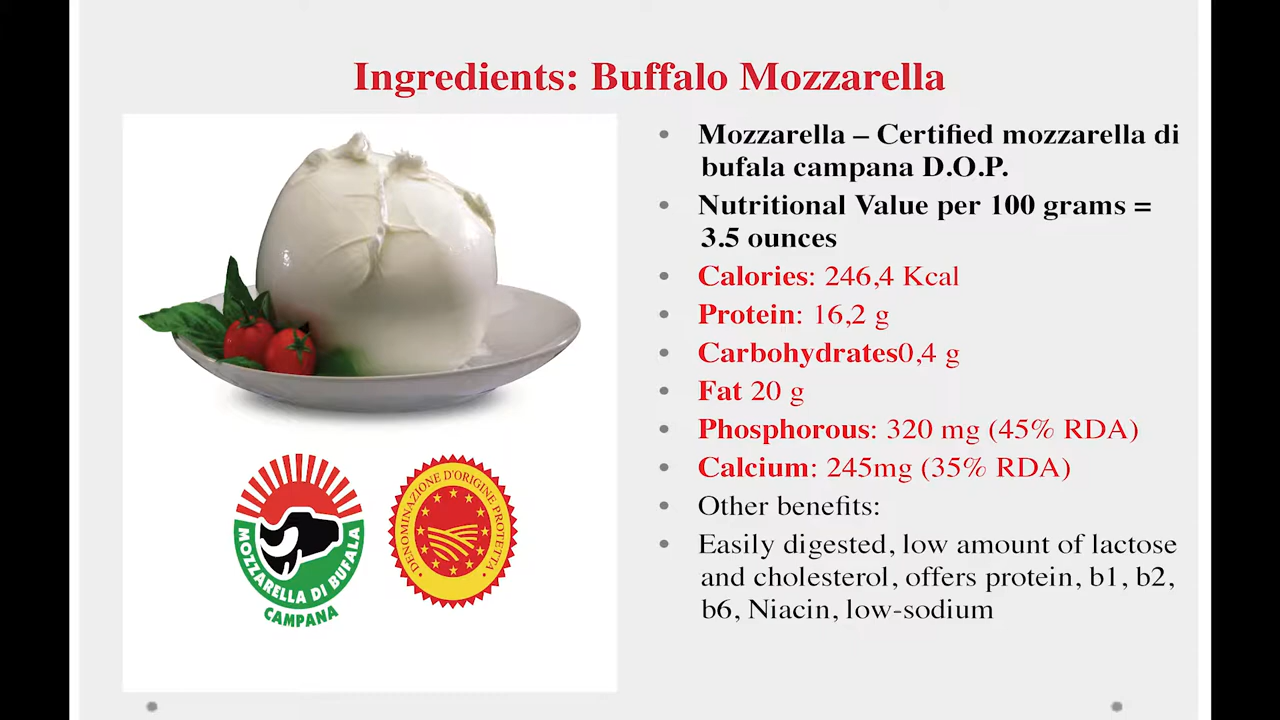 Ingredients: Buffalo Mozzarella
• Mozzarella – Certified mozzarella di
bufala campana D.O.P.
• Nutritional Value per 100 grams =
3.5 ounces
• Calories: 246,4 Kcal
• Protein: 16,2 g
• Carbohydrates0,4 g
• Fat 20 g
• Phosphorous: 320 mg (45% RDA)
• Calcium: 245mg (35% RDA)
• Other benefits:
• Easily digested, low amount of lactose
and cholesterol, offers protein, b1, b2,
b6, Niacin, low-sodium
MOZZARELLA DI BUFALA
CAMPANA
DENOMINAZIONE D'ORIGINE PROTETTA